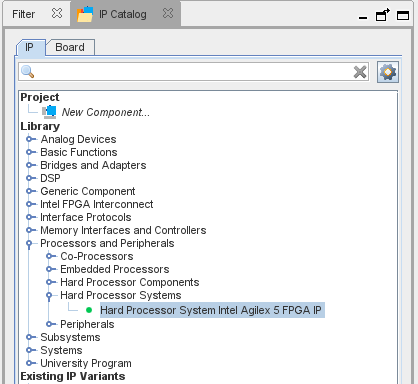 Filter IP Catalog
IP Board
Project
New Component...
Library
Analog Devices
Basic Functions
Bridges and Adapters
DSP
Generic Component
Intel FPGA Interconnect
Interface Protocols
Memory Interfaces and Controllers
Processors and Peripherals
Co-Processors
Embedded Processors
Hard Processor Components
Hard Processor Systems
Hard Processor System Intel Agilex 5 FPGA IP
Peripherals
Subsystems
Systems
University Program
Existing IP Variants